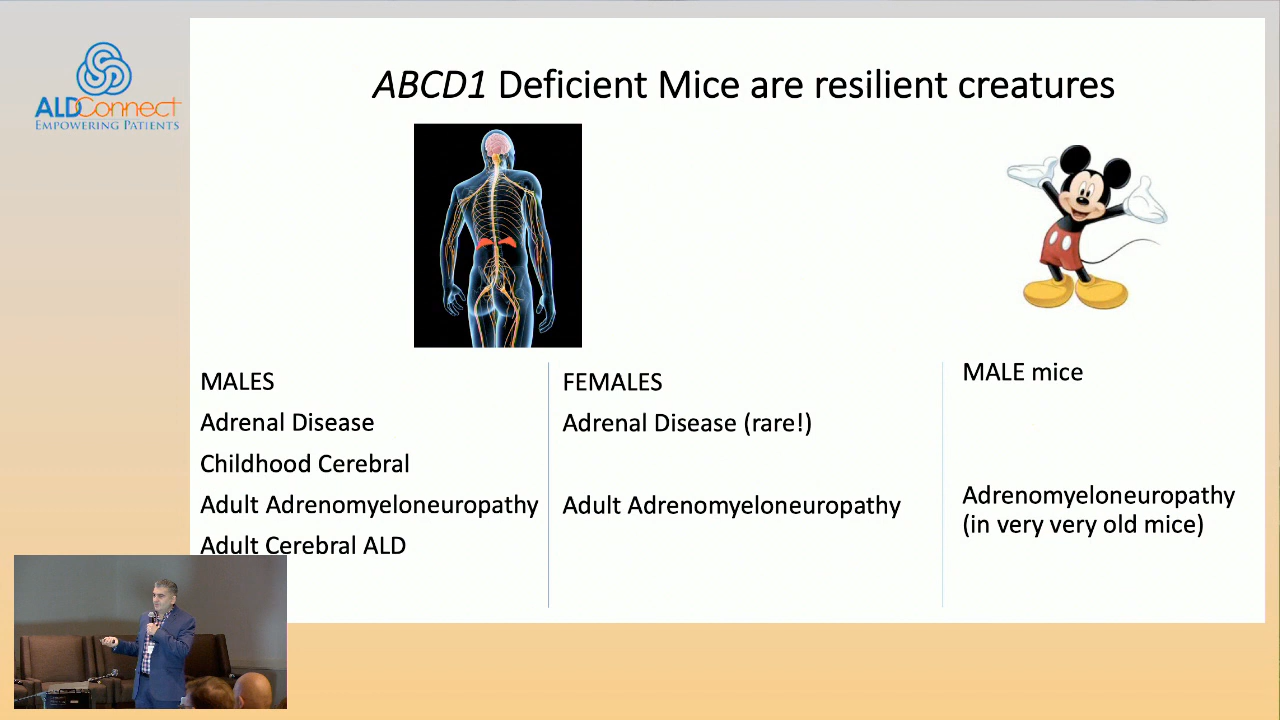 ALDConnect
EMPOWERING PATIENTS
ABCD1 Deficient Mice are resilient creatures
MALES
Adrenal Disease
Childhood Cerebral
Adult Adrenomyeloneuropathy
Adult Cerebral ALD
FEMALES
Adrenal Disease (rare!)
Adult Adrenomyeloneuropathy
MALE mice
Adrenomyeloneuropathy
(in very very old mice)